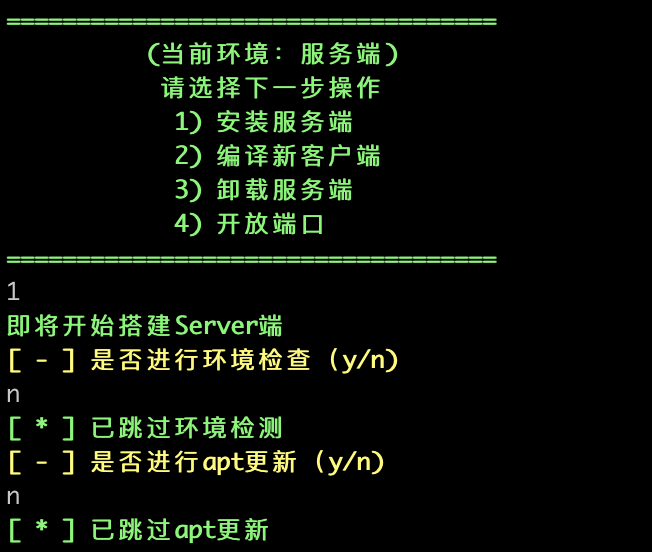 ===================================
(当前环境: 服务端)
请选择下一步操作
1) 安装服务端
2) 编译新客户端
3) 卸载服务端
4) 开放端口
===================================
1
即将开始搭建Server端
[ - ] 是否进行环境检查 (y/n)
n
[ * ] 已跳过环境检测
[ - ] 是否进行apt更新 (y/n)
n
[ * ] 已跳过apt更新